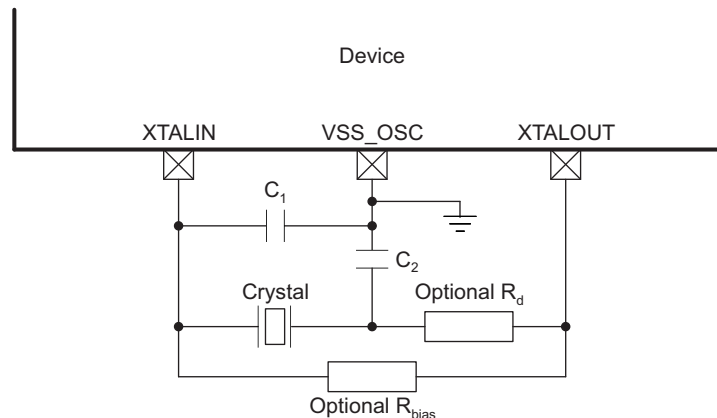 Device
XTALIN VSS_OSC XTALOUT
C1
C2
Crystal Optional Rd
Optional Rbias